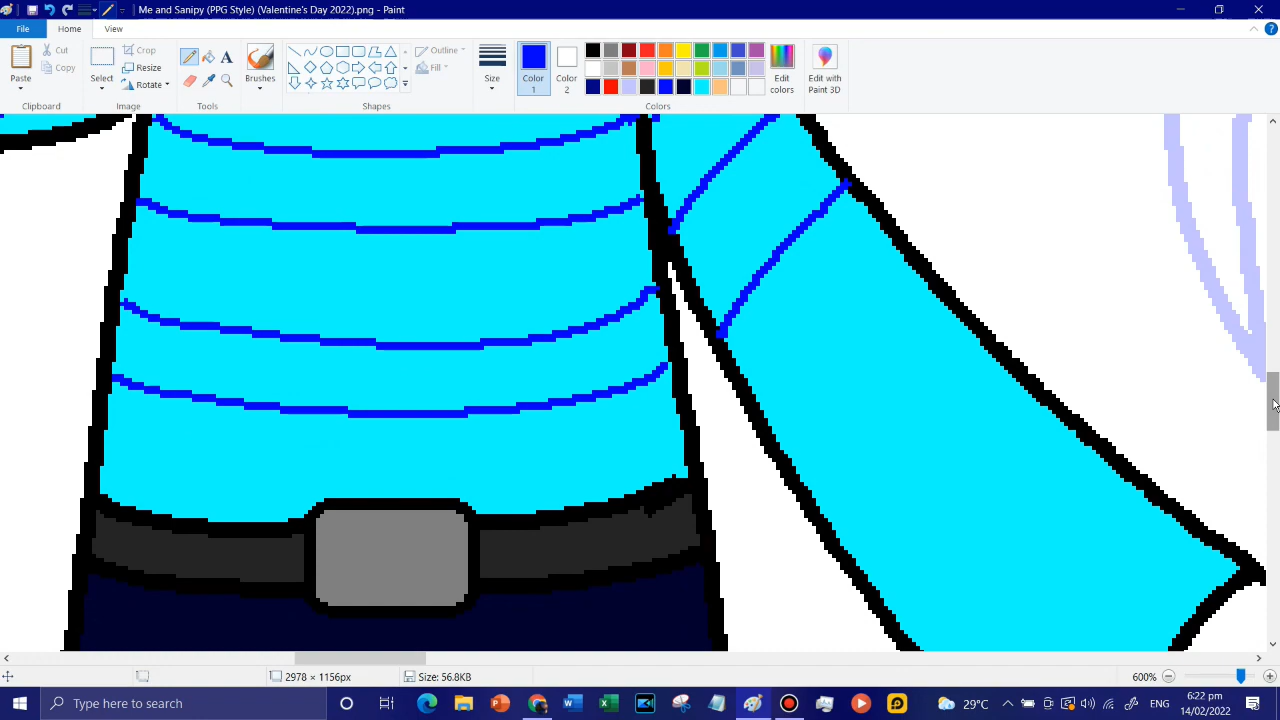 Me and Sanipy (PPG Style) (Valentine's Day 2022).png - Paint
File
Home
View
Paste
Cut
Copy
Clipboard
Select
Crop
Resize
Rotate
Image
Tools
Brushes
Shapes
Outline
Fill
Size
Color 1
Color 2
Edit colors
Colors
Edit with Paint 3D
2978 × 1156px
Size: 56.8KB
600%
Type here to search
29°C
ENG
6:22 pm
14/02/2022